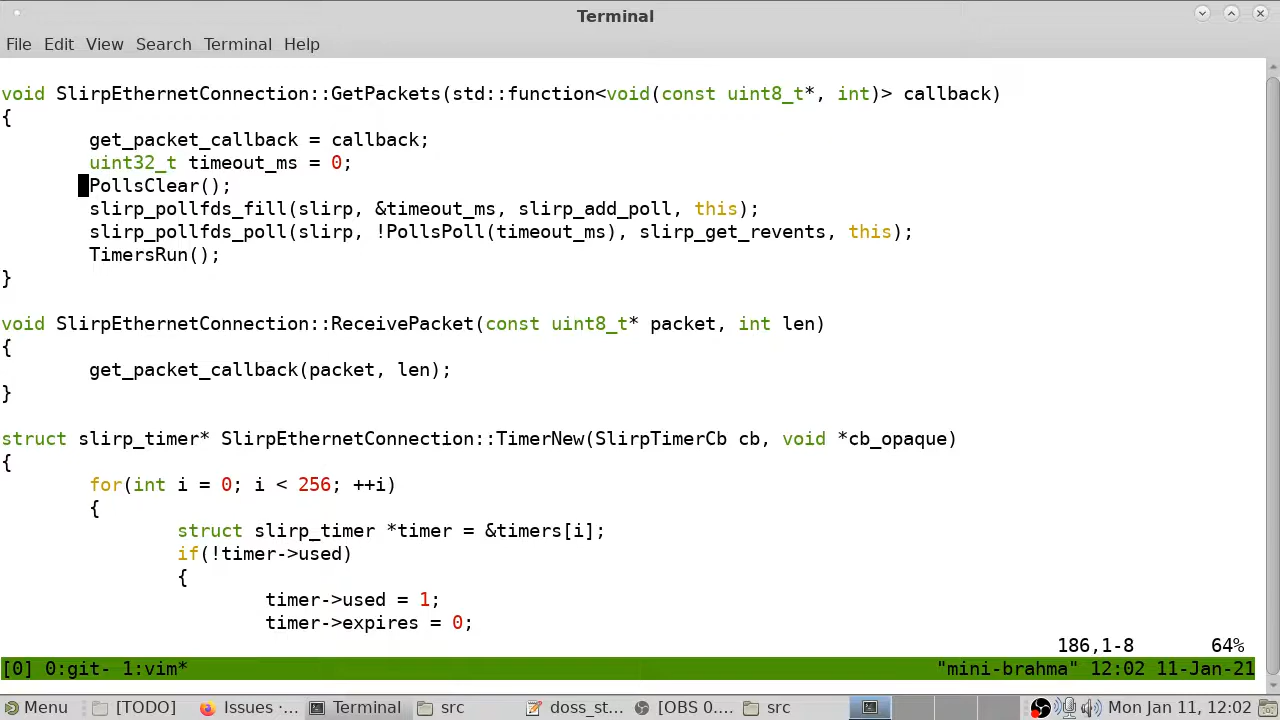 Terminal
File Edit View Search Terminal Help
void SlirpEthernetConnection::GetPackets(std::function<void(const uint8_t*, int)> callback)
{
        get_packet_callback = callback;
        uint32_t timeout_ms = 0;
        PollsClear();
        slirp_pollfds_fill(slirp, &timeout_ms, slirp_add_poll, this);
        slirp_pollfds_poll(slirp, !PollsPoll(timeout_ms), slirp_get_revents, this);
        TimersRun();
}
void SlirpEthernetConnection::ReceivePacket(const uint8_t* packet, int len)
{
        get_packet_callback(packet, len);
}
struct slirp_timer* SlirpEthernetConnection::TimerNew(SlirpTimerCb cb, void *cb_opaque)
{
        for(int i = 0; i < 256; ++i)
        {
                struct slirp_timer *timer = &timers[i];
                if(!timer->used)
                {
                        timer->used = 1;
                        timer->expires = 0;
186,1-8 64%
[0] 0:git- 1:vim* "mini-brahma" 12:02 11-Jan-21
Menu [TODO] Issues ·... Terminal src doss_st... [OBS 0.... src Mon Jan 11, 12:02